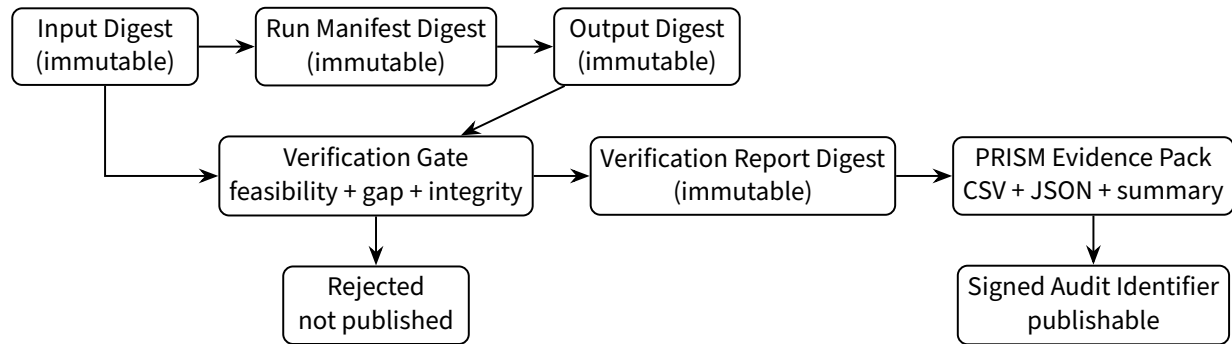 Input Digest
(immutable)
Run Manifest Digest
(immutable)
Output Digest
(immutable)
Verification Gate
feasibility + gap + integrity
Verification Report Digest
(immutable)
PRISM Evidence Pack
CSV + JSON + summary
Rejected
not published
Signed Audit Identifier
publishable